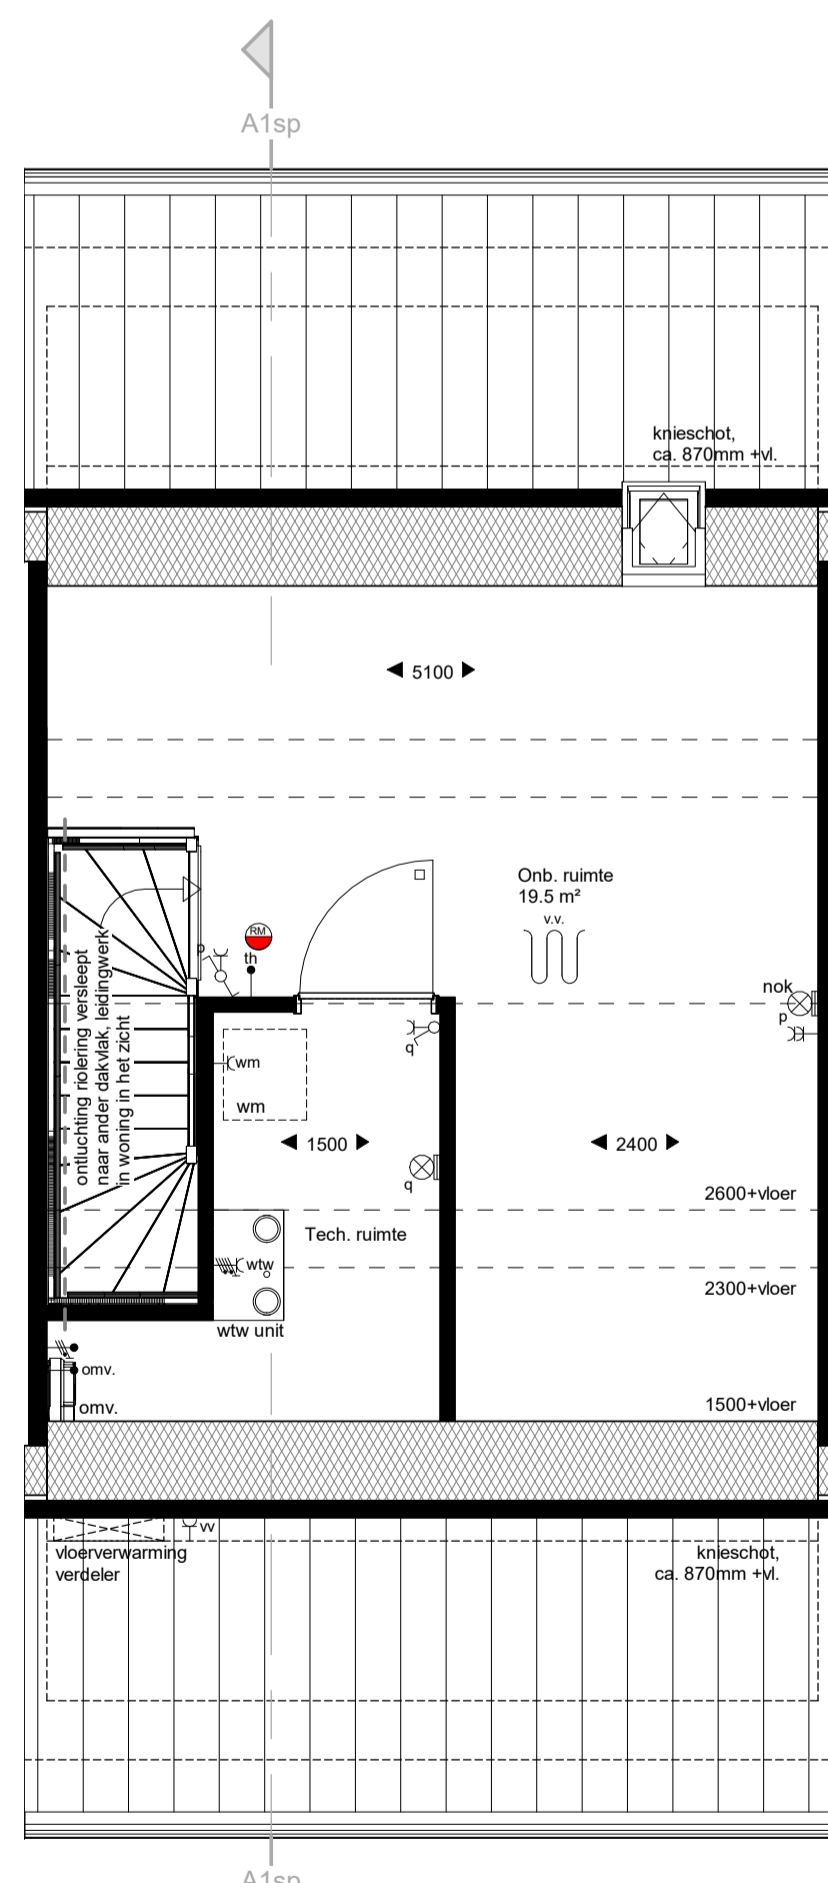 A1sp
knieschot,
ca. 870mm +vl.
5100
Onb. ruimte
19.5 m²
v.v.
RM
th
p
nok
p
q
wm
wm
ontluchting riolering versleept
naar ander dakvlak, leidingwerk
in woning in het zicht
1500
2400
q
2600+vloer
Tech. ruimte
wtw
2300+vloer
wtw unit
omv.
omv.
1500+vloer
vv
vloerverwarming
verdeler
knieschot,
ca. 870mm +vl.
A1sp